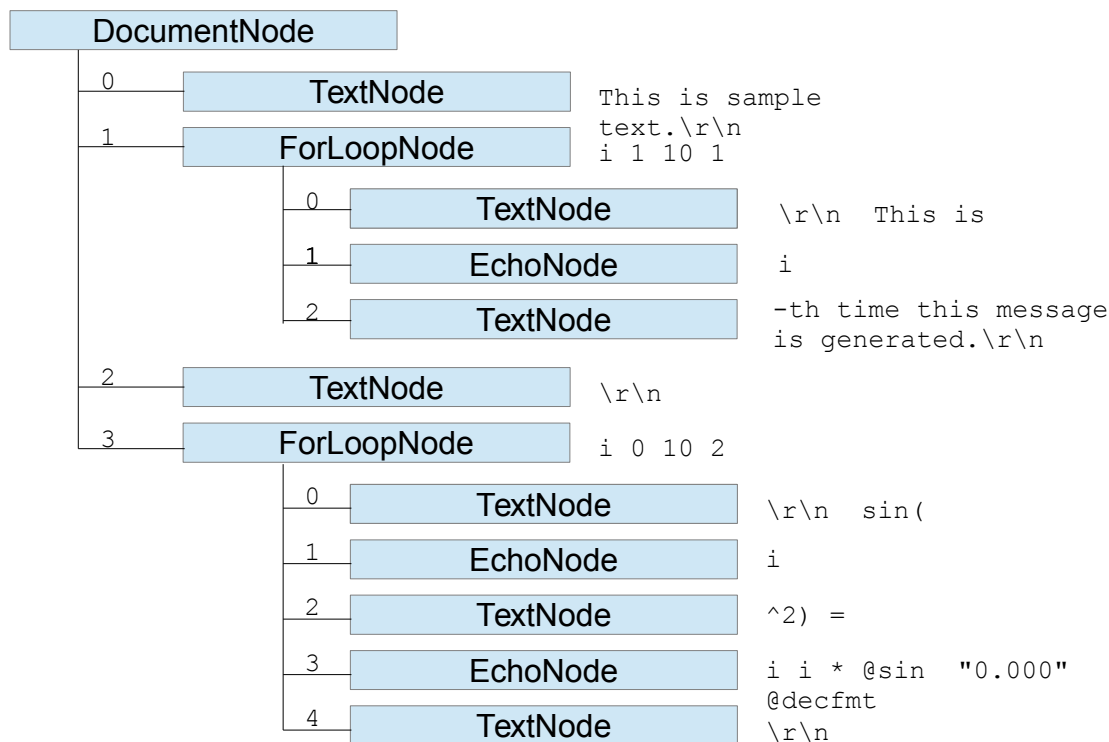 DocumentNode
0 TextNode This is sample
text.\r\n
1 ForLoopNode i 1 10 1
0 TextNode \r\n  This is
1 EchoNode i
2 TextNode -th time this message
is generated.\r\n
2 TextNode \r\n
3 ForLoopNode i 0 10 2
0 TextNode \r\n  sin(
1 EchoNode i
2 TextNode ^2) =
3 EchoNode i i * @sin  "0.000"
@decfmt
4 TextNode \r\n